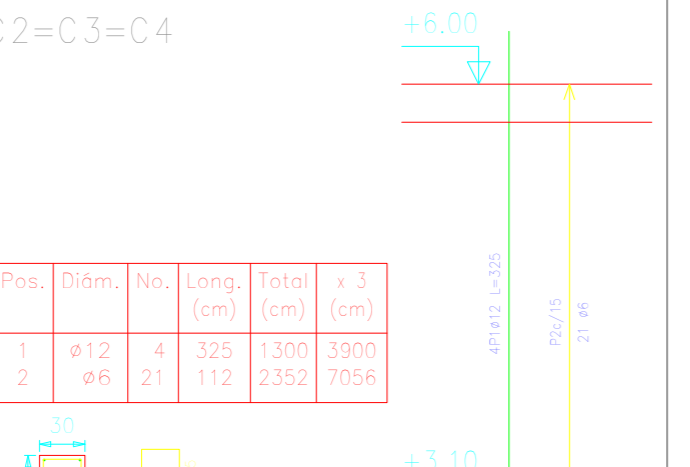 C2=C3=C4
+6.00
Pos. Diám. No. Long. (cm) Total (cm) x 3 (cm)
1 ø12 4 325 1300 3900
2 ø6 21 112 2352 7056
4P1ø12 L=325
P2c/15
21 ø6
30
+3.10